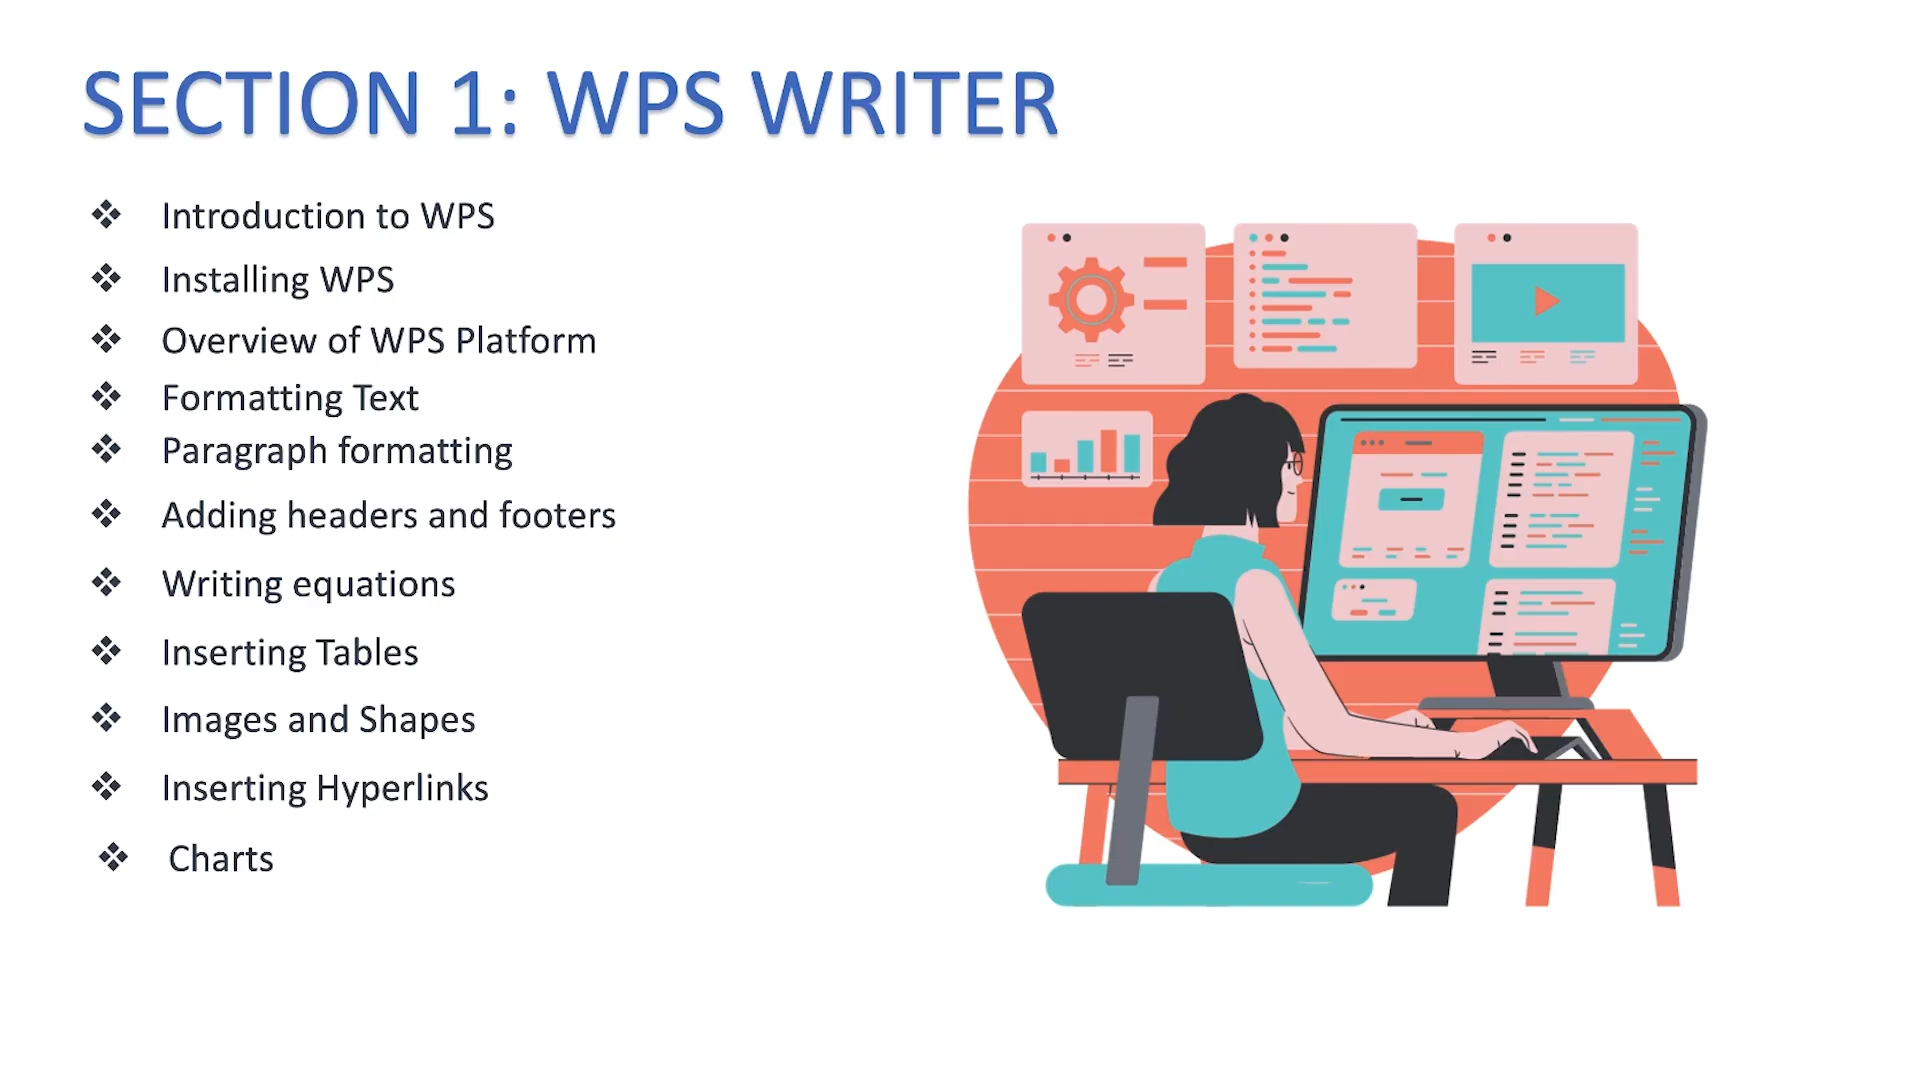 SECTION 1: WPS WRITER
❖ Introduction to WPS
❖ Installing WPS
❖ Overview of WPS Platform
❖ Formatting Text
❖ Paragraph formatting
❖ Adding headers and footers
❖ Writing equations
❖ Inserting Tables
❖ Images and Shapes
❖ Inserting Hyperlinks
❖ Charts